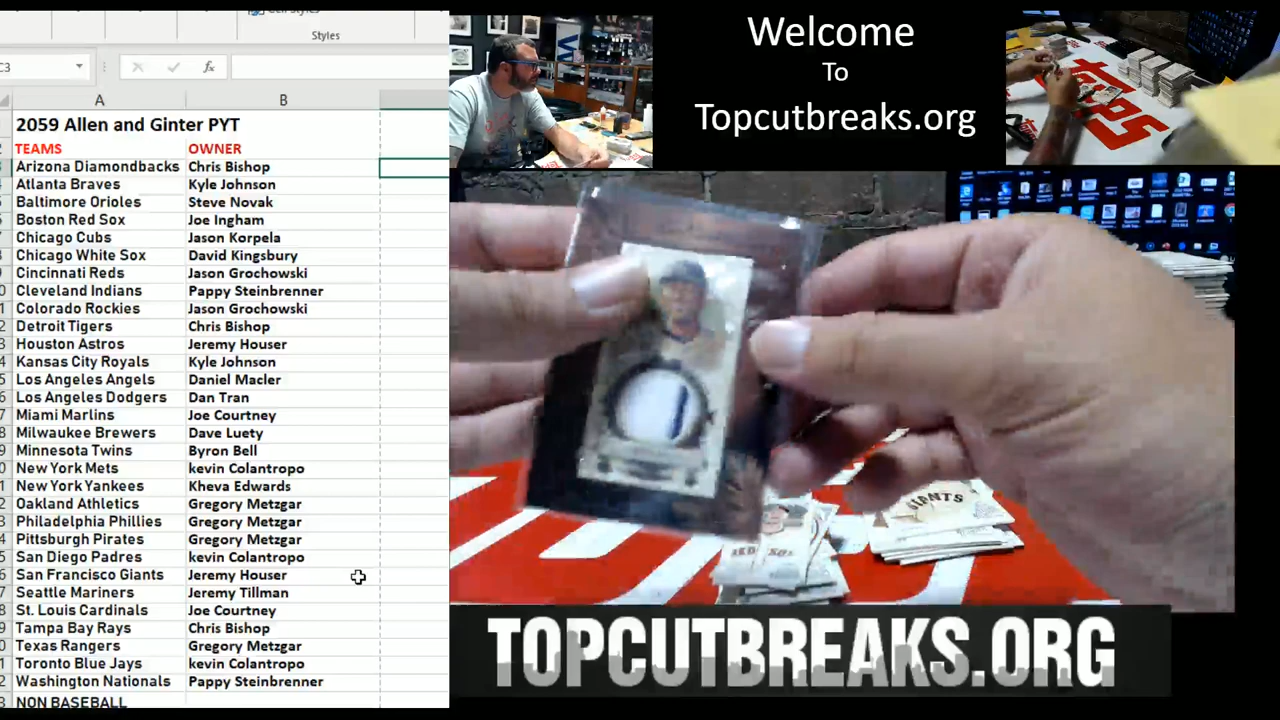 Styles
C3
fx
A B
2059 Allen and Ginter PYT
TEAMS OWNER
Arizona Diamondbacks Chris Bishop
Atlanta Braves Kyle Johnson
Baltimore Orioles Steve Novak
Boston Red Sox Joe Ingham
Chicago Cubs Jason Korpela
Chicago White Sox David Kingsbury
Cincinnati Reds Jason Grochowski
Cleveland Indians Pappy Steinbrenner
Colorado Rockies Jason Grochowski
Detroit Tigers Chris Bishop
Houston Astros Jeremy Houser
Kansas City Royals Kyle Johnson
Los Angeles Angels Daniel Macler
Los Angeles Dodgers Dan Tran
Miami Marlins Joe Courtney
Milwaukee Brewers Dave Luety
Minnesota Twins Byron Bell
New York Mets kevin Colantropo
New York Yankees Kheva Edwards
Oakland Athletics Gregory Metzgar
Philadelphia Phillies Gregory Metzgar
Pittsburgh Pirates Gregory Metzgar
San Diego Padres kevin Colantropo
San Francisco Giants Jeremy Houser
Seattle Mariners Jeremy Tillman
St. Louis Cardinals Joe Courtney
Tampa Bay Rays Chris Bishop
Texas Rangers Gregory Metzgar
Toronto Blue Jays kevin Colantropo
Washington Nationals Pappy Steinbrenner
NON BASEBALL
Welcome
To
Topcutbreaks.org
topps
GIANTS
TOPCUTBREAKS.ORG